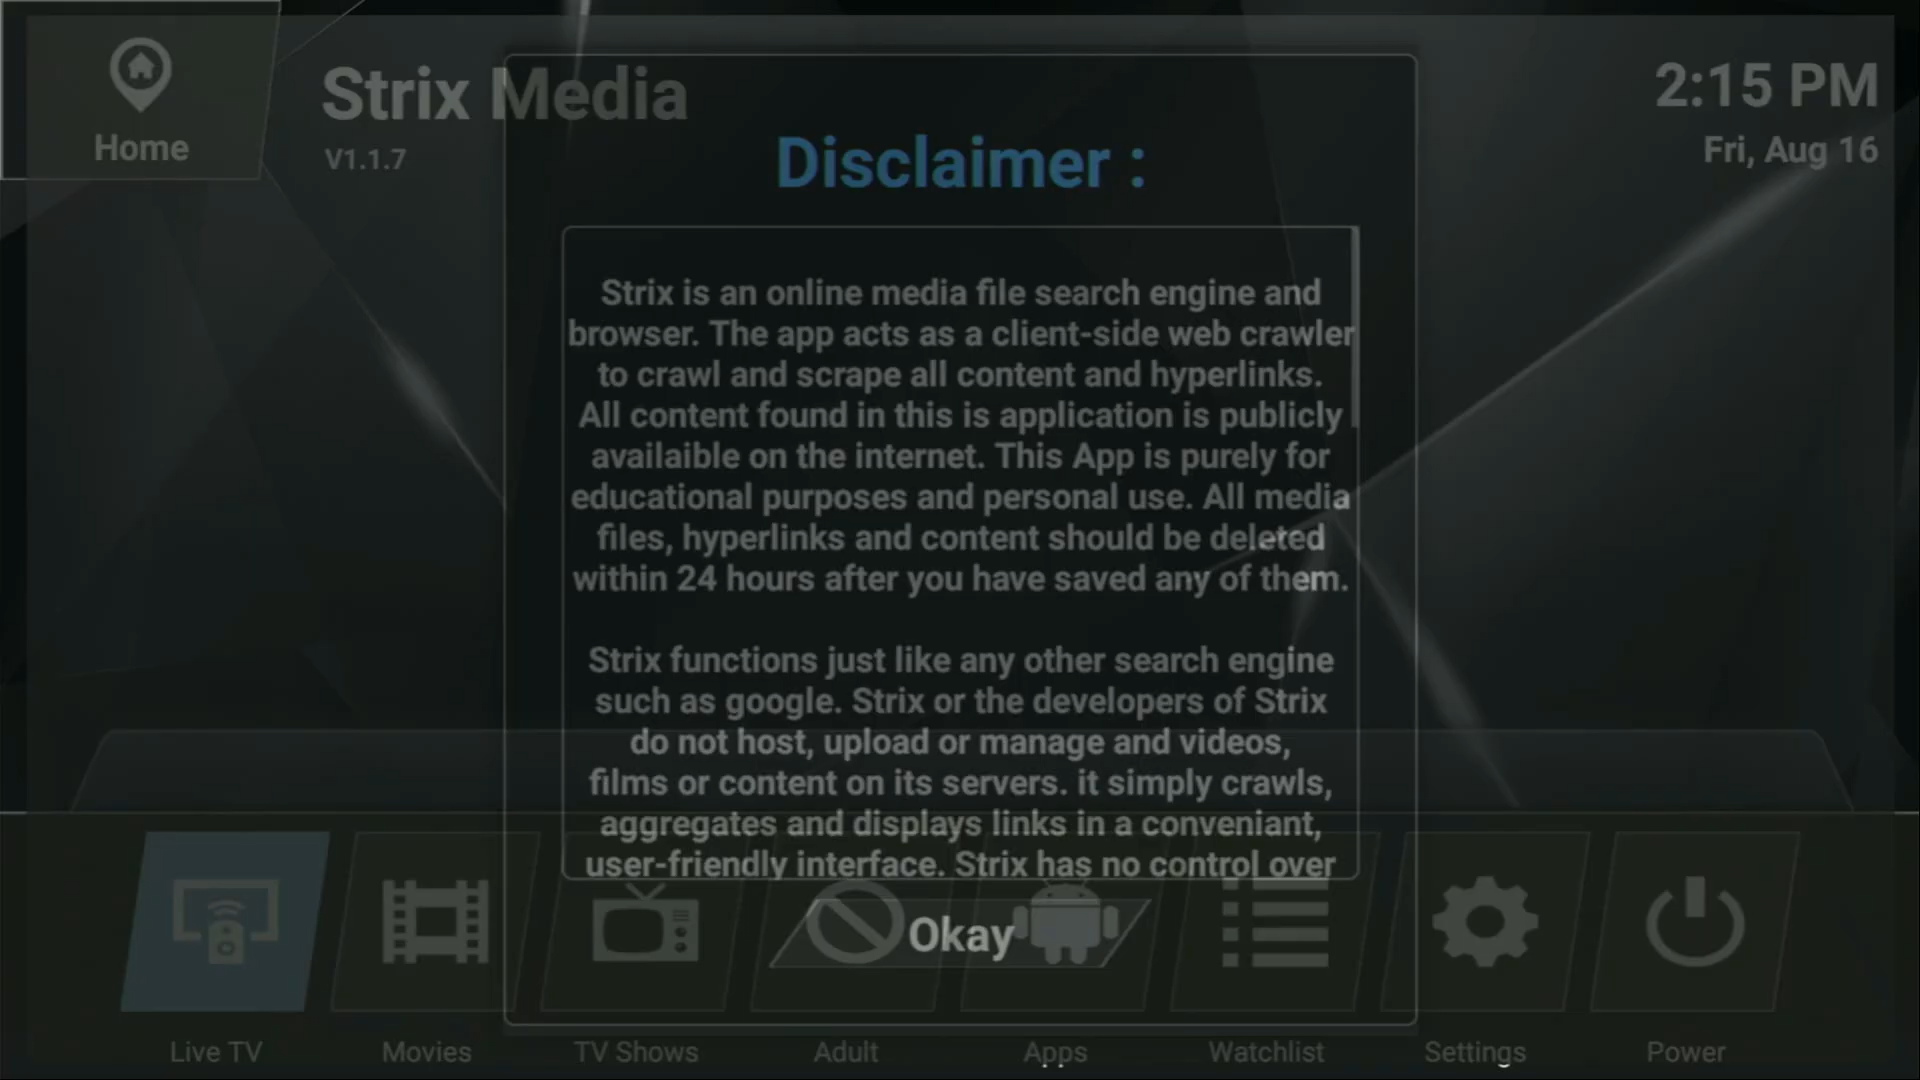 Home
Strix Media
V1.1.7
2:15 PM
Fri, Aug 16
Disclaimer :
Strix is an online media file search engine and
browser. The app acts as a client-side web crawler
to crawl and scrape all content and hyperlinks.
All content found in this is application is publicly
availaible on the internet. This App is purely for
educational purposes and personal use. All media
files, hyperlinks and content should be deleted
within 24 hours after you have saved any of them.
Strix functions just like any other search engine
such as google. Strix or the developers of Strix
do not host, upload or manage and videos,
films or content on its servers. it simply crawls,
aggregates and displays links in a conveniant,
user-friendly interface. Strix has no control over
Okay
Live TV
Movies
TV Shows
Adult
Apps
Watchlist
Settings
Power